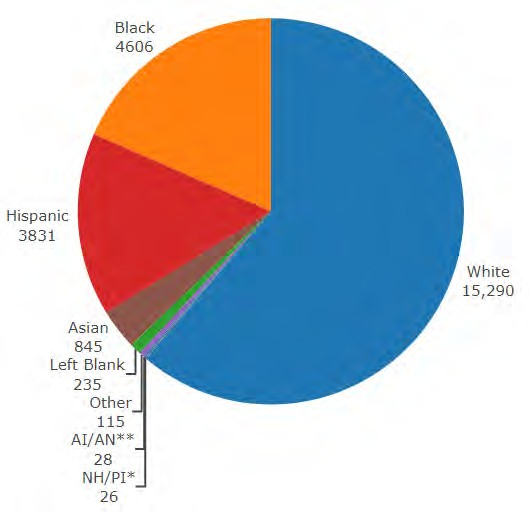 Black
4606
Hispanic
3831
White
15,290
Asian
845
Left Blank
235
Other
115
AI/AN**
28
NH/PI*
26